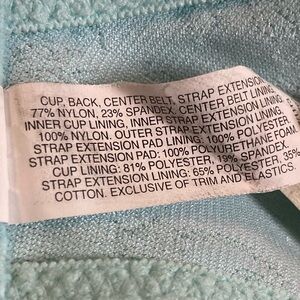 CUP, BACK, CENTER BELT, STRAP EXTENSION
77% NYLON, 23% SPANDEX. CENTER BELT LINING,
INNER CUP LINING, INNER STRAP EXTENSION LINING:
100% NYLON. OUTER STRAP EXTENSION LINING,
STRAP EXTENSION PAD: 100% POLYESTER
STRAP EXTENSION PAD: 100% POLYURETHANE FOAM
CUP LINING: 81% POLYESTER, 19% SPANDEX.
STRAP EXTENSION LINING: 65% POLYESTER, 35%
COTTON. EXCLUSIVE OF TRIM AND ELASTICS.